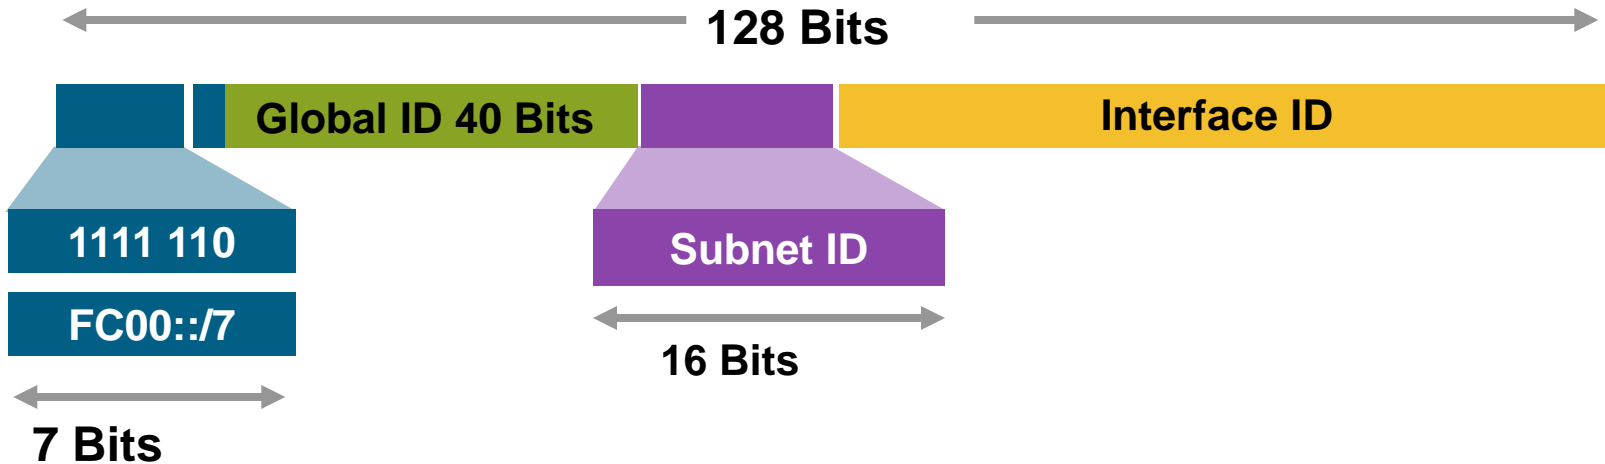 128 Bits
Global ID 40 Bits
Interface ID
1111 110
Subnet ID
FC00::/7
16 Bits
7 Bits